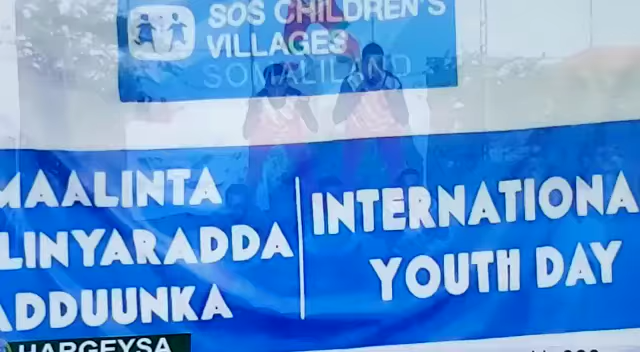 SOS CHILDREN'S
VILLAGES
SOMALILAND
MAALINTA
LINYARADDA
ADDUUNKA
INTERNATIONA
YOUTH DAY
HARGEYSA